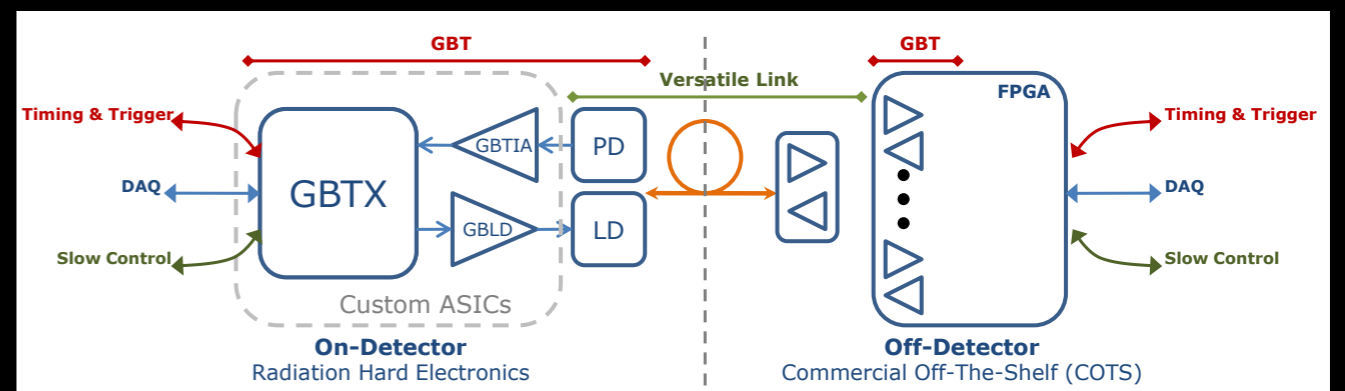 GBT
GBT
Versatile Link
FPGA
Timing & Trigger
GBTIA
PD
Timing & Trigger
DAQ
GBTX
DAQ
GBLD
LD
Slow Control
Slow Control
Custom ASICs
On-Detector
Off-Detector
Radiation Hard Electronics
Commercial Off-The-Shelf (COTS)